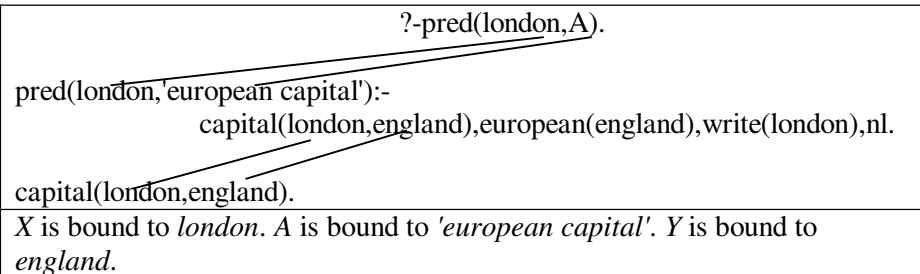 ?-pred(london,A).
pred(london,'european capital'):-
capital(london,england),european(england),write(london),nl.
capital(london,england).
X is bound to london. A is bound to 'european capital'. Y is bound to
england.